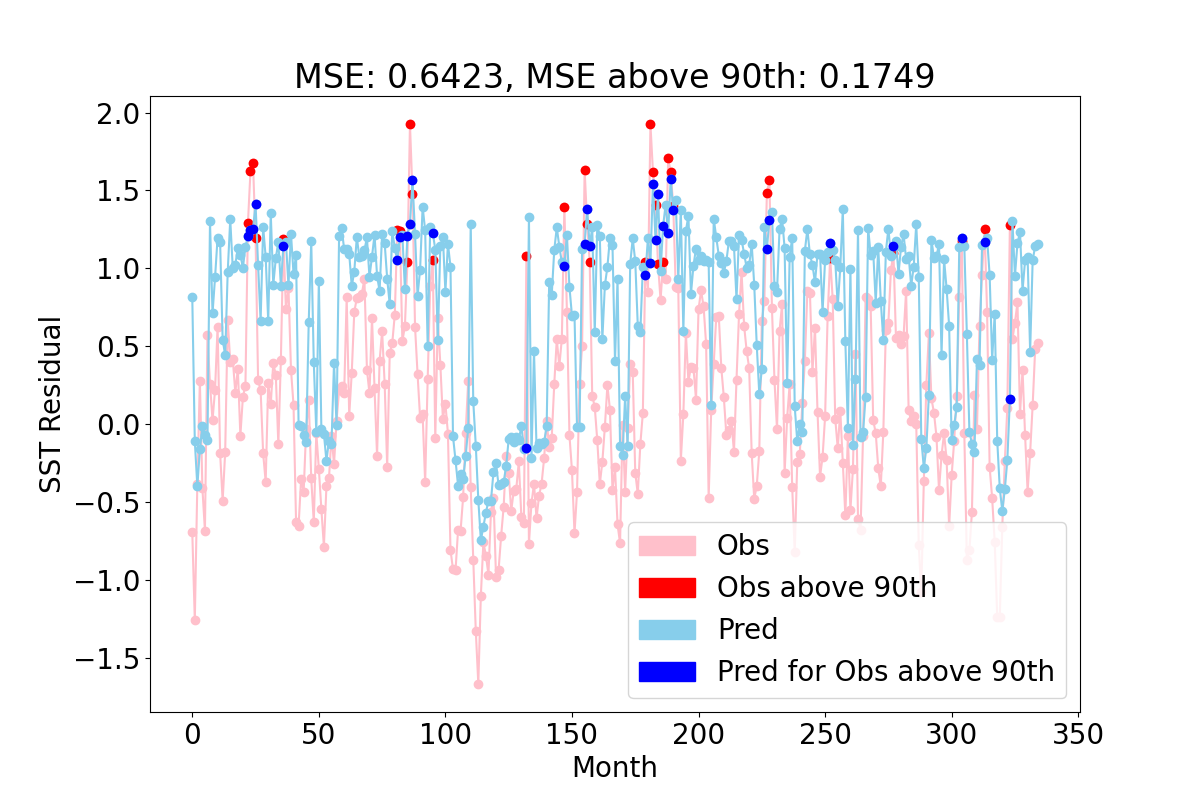 MSE: 0.6423, MSE above 90th: 0.1749
SST Residual
2.0
1.5
1.0
0.5
0.0
−0.5
−1.0
−1.5
Obs
Obs above 90th
Pred
Pred for Obs above 90th
0 50 100 150 200 250 300 350
Month